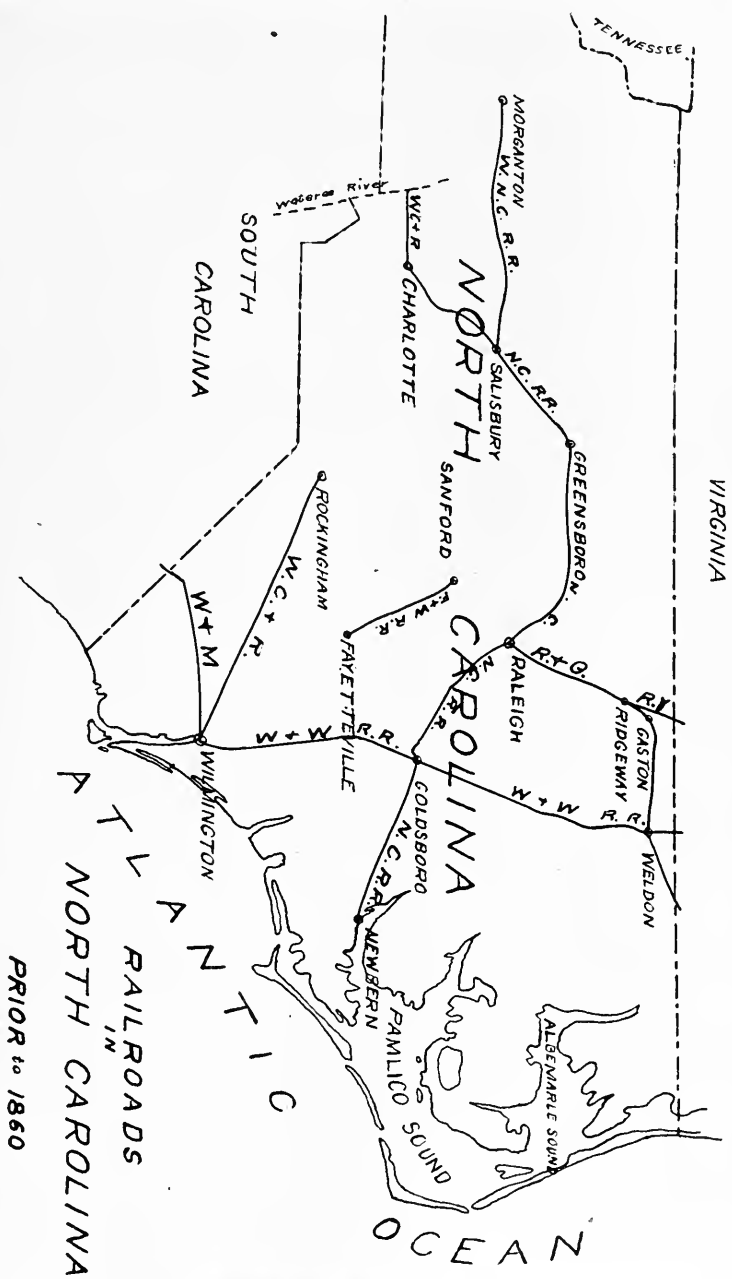 VIRGINIA
TENNESSEE
MORGANTON
W.N.C. R.R.
Wateree River
WC+R
CHARLOTTE
SALISBURY
N.C. R.R.
GREENSBORO
N.C.
NORTH
CAROLINA
SOUTH
CAROLINA
SANFORD
F.+W R.R.
FAYETTEVILLE
ROCKINGHAM
W.C. + R.
W + M
WILMINGTON
W + W R.R.
RALEIGH
R.+G.
N.C. R.R.
RIDGEWAY
GASTON
W + W R.R.
WELDON
GOLDSBORO
N.C. R.R.
NEWBERN
PAMLICO SOUND
ALBEMARLE SOUND
ATLANTIC
OCEAN
RAILROADS
IN
NORTH CAROLINA
PRIOR to 1860